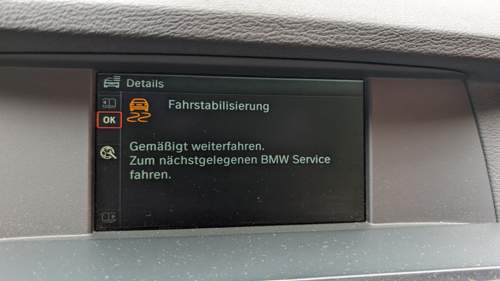 Details
Fahrstabilisierung
OK
Gemäßigt weiterfahren.
Zum nächstgelegenen BMW Service
fahren.